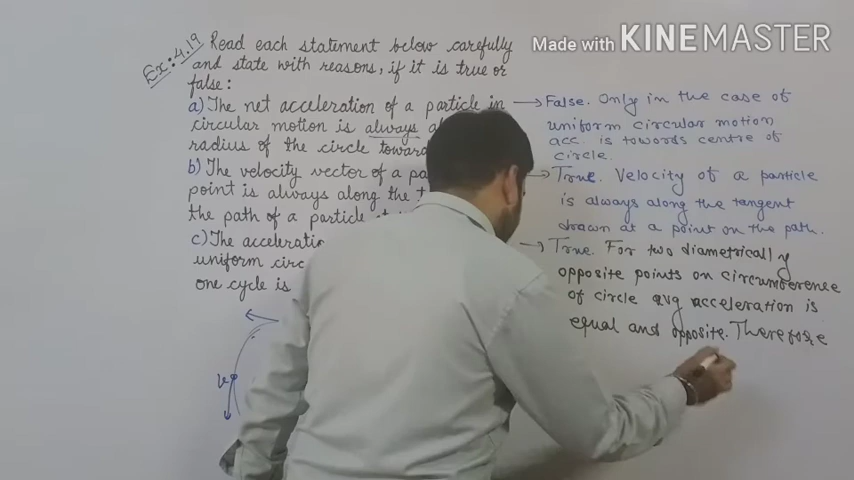 Made with KINEMASTER
Ex: 4.19 Read each statement below carefully
and state with reasons, if it is true or
false:
a) The net acceleration of a particle in
circular motion is always
radius of the circle
b) The velocity vector of a
point is always along the
the path of a particle
c) The
uniform
one cycle is
→ False. Only in the case of
uniform circular motion
acc. is towords centre of
circle.
→ True. Velocity of a particle
is always along the tangent
drawn at a point on the path.
→ True. For two diametrically
opposite points on circumference
of circle avg acceleration is
equal and opposite. Therefore